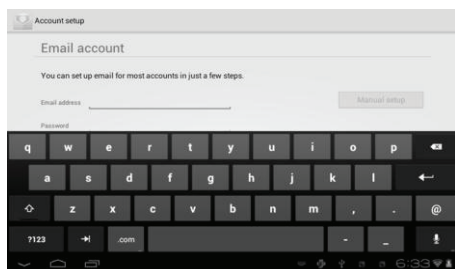 Account setup
Email account
You can set up email for most accounts in just a few steps.
Email address
Manual setup
Password
q w e r t y u i o p
a s d f g h j k l
z x c v b n m , . @
?123 .com - _
6:33